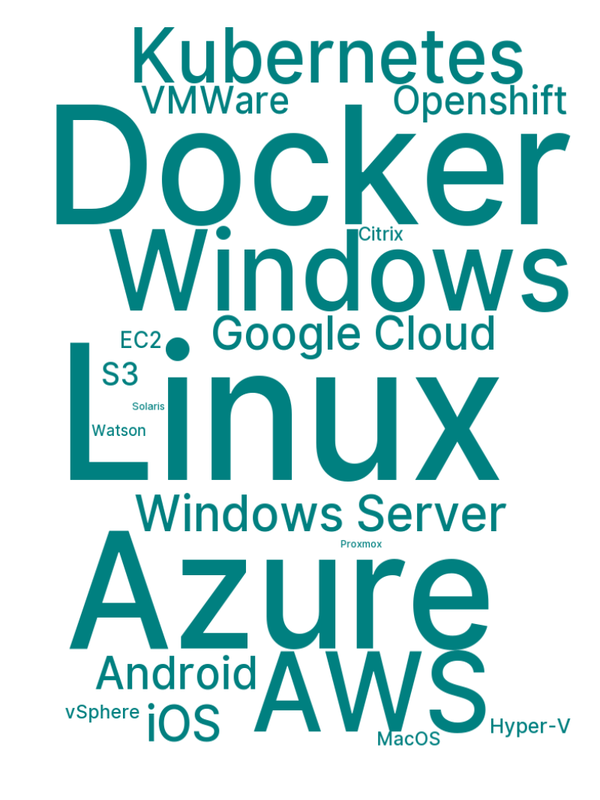 Kubernetes
VMWare Openshift
Docker
Citrix
Windows
Google Cloud
EC2
S3
Linux
Solaris
Watson
Windows Server
Proxmox
Azure
Android
AWS
vSphere
iOS
Hyper-V
MacOS